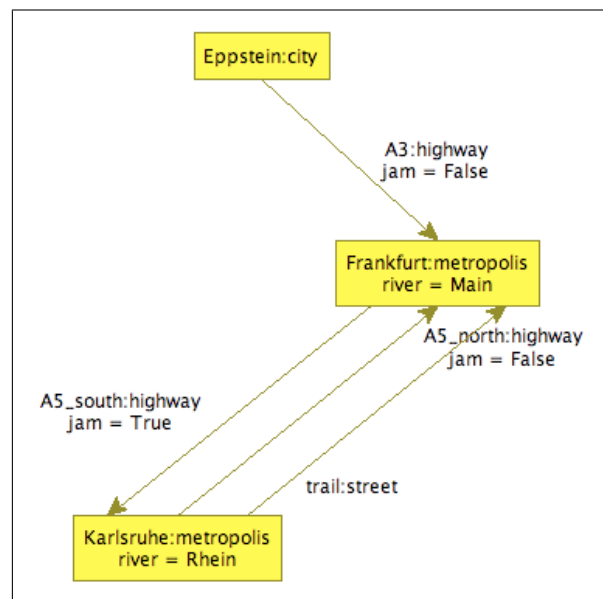 Eppstein:city
A3:highway
jam = False
Frankfurt:metropolis
river = Main
A5_north:highway
jam = False
A5_south:highway
jam = True
trail:street
Karlsruhe:metropolis
river = Rhein